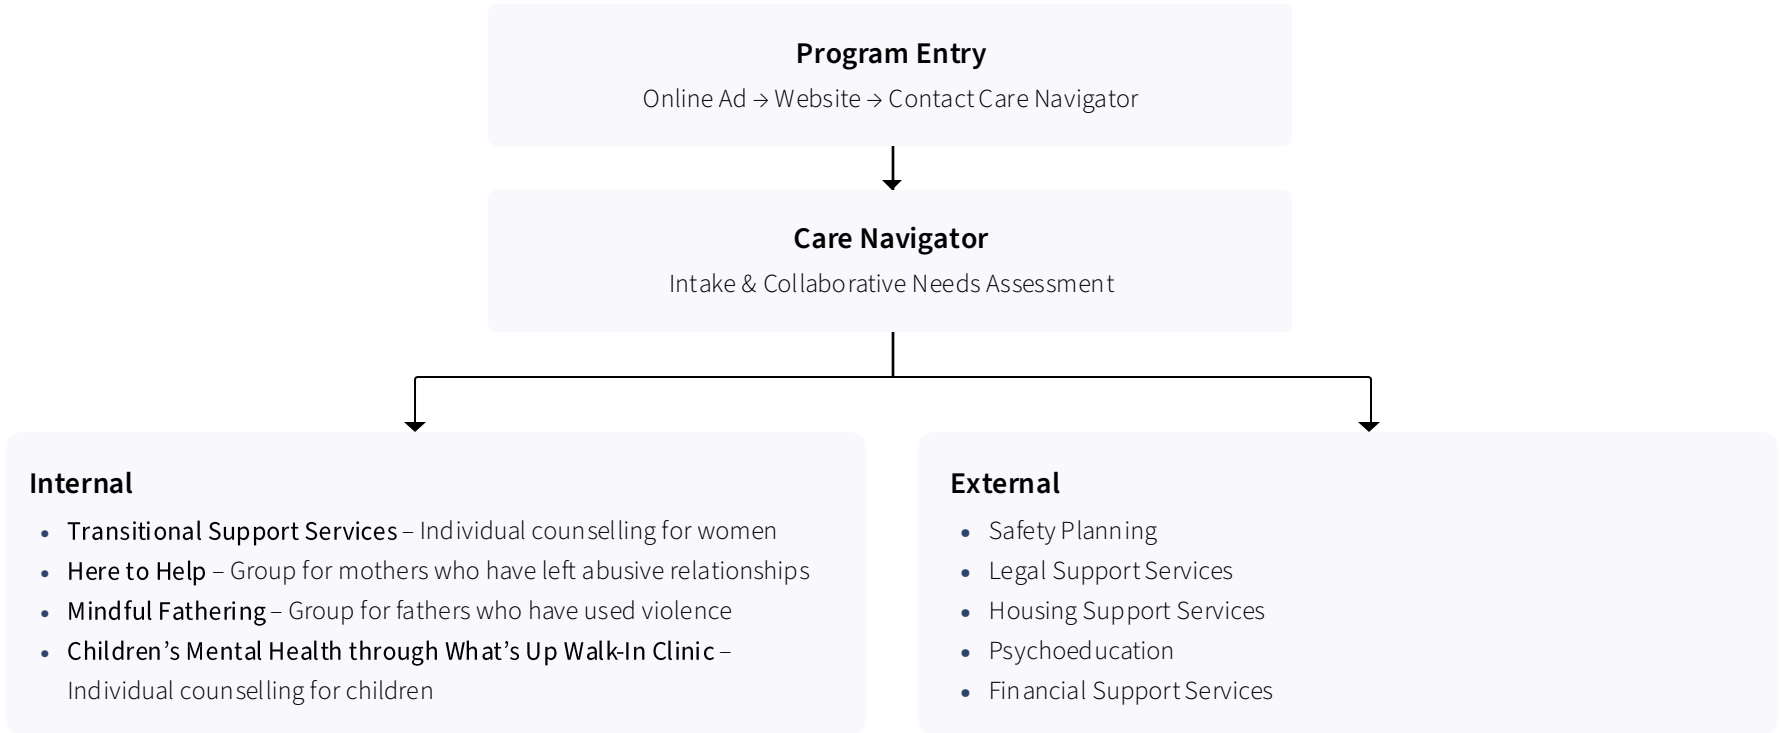 Program Entry
Online Ad → Website → Contact Care Navigator
Care Navigator
Intake & Collaborative Needs Assessment
Internal
• Transitional Support Services – Individual counselling for women
• Here to Help – Group for mothers who have left abusive relationships
• Mindful Fathering – Group for fathers who have used violence
• Children’s Mental Health through What’s Up Walk-In Clinic –
Individual counselling for children
External
• Safety Planning
• Legal Support Services
• Housing Support Services
• Psychoeducation
• Financial Support Services